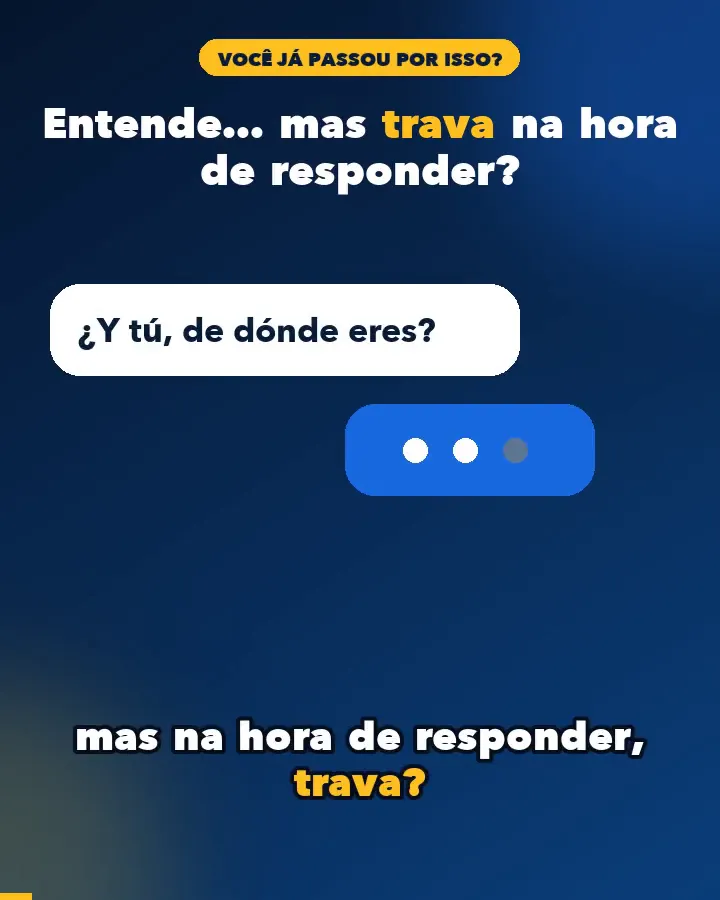 VOCÊ JÁ PASSOU POR ISSO?
Entende... mas trava na hora
de responder?
¿Y tú, de dónde eres?
mas na hora de responder,
trava?